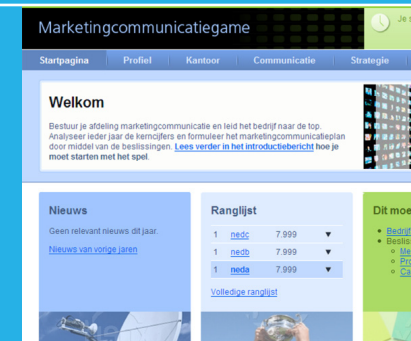 Marketingcommunicatiegame
Je
Startpagina Profiel Kantoor Communicatie Strategie
Welkom
Bestuur je afdeling marketingcommunicatie en leid het bedrijf naar de top.
Analyseer ieder jaar de kerncijfers en formuleer het marketingcommunicatieplan
door middel van de beslissingen. Lees verder in het introductiebericht hoe je
moet starten met het spel.
Nieuws
Geen relevant nieuws dit jaar.
Nieuws van vorige jaren
Ranglijst
1 nedc 7.999 ▼
1 nedb 7.999 ▼
1 neda 7.999 ▼
Volledige ranglijst
Dit moe
Bedrijf
Besliss
Me
Pro
Ca